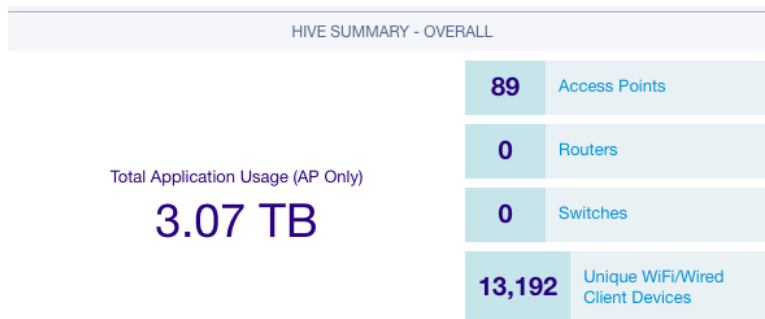 HIVE SUMMARY - OVERALL
Total Application Usage (AP Only)
3.07 TB
89 Access Points
0 Routers
0 Switches
13,192 Unique WiFi/Wired
Client Devices